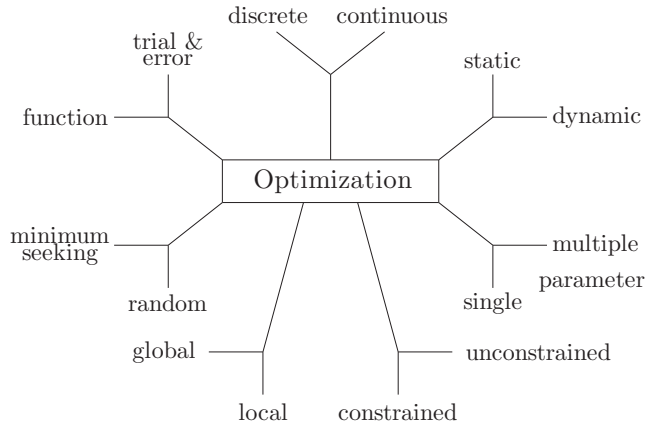 discrete
continuous
trial &
error
static
function
dynamic
Optimization
minimum
seeking
multiple
parameter
random
single
global
unconstrained
local
constrained